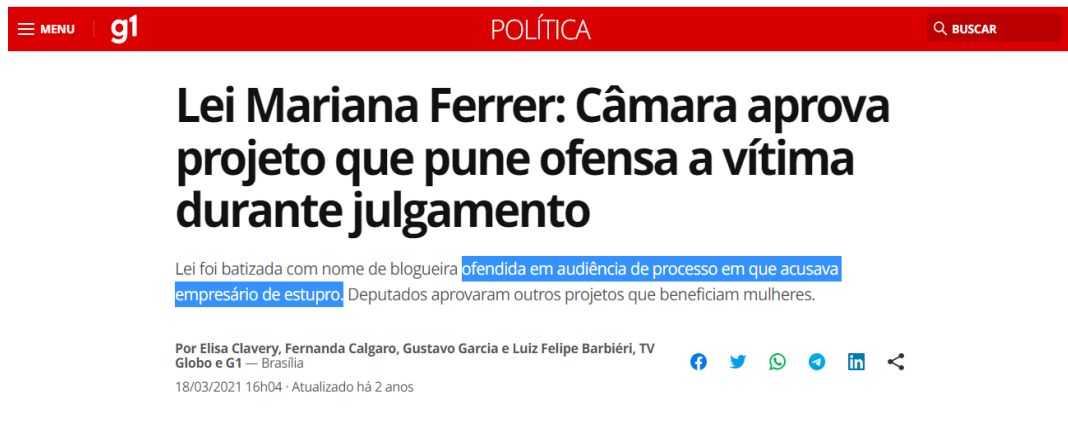 MENU g1 POLÍTICA BUSCAR
Lei Mariana Ferrer: Câmara aprova
projeto que pune ofensa a vítima
durante julgamento
Lei foi batizada com nome de blogueira ofendida em audiência de processo em que acusava
empresário de estupro. Deputados aprovaram outros projetos que beneficiam mulheres.
Por Elisa Clavery, Fernanda Calgaro, Gustavo Garcia e Luiz Felipe Barbiéri, TV
Globo e G1 — Brasília
18/03/2021 16h04 · Atualizado há 2 anos